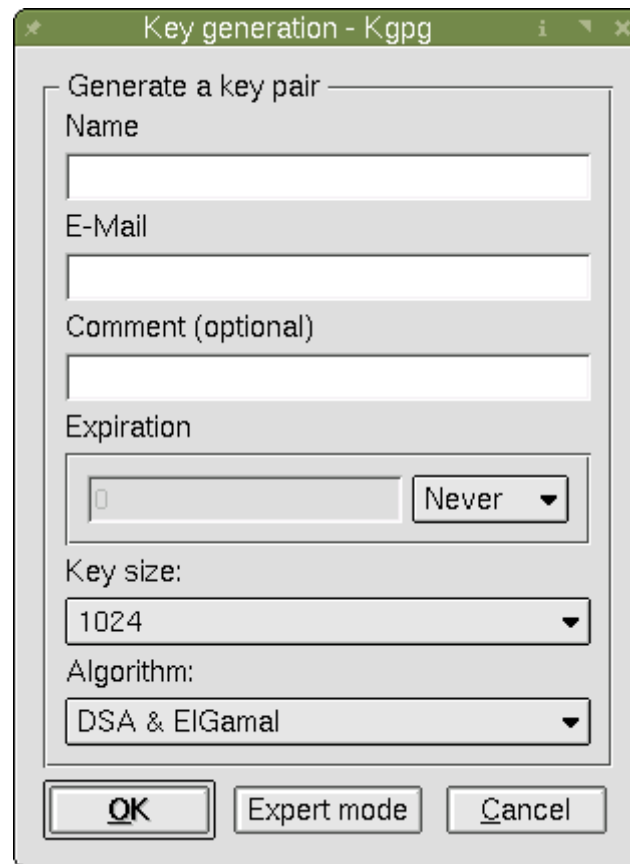 Key generation - Kgpg
Generate a key pair
Name
E-Mail
Comment (optional)
Expiration
0 Never
Key size:
1024
Algorithm:
DSA & ElGamal
OK Expert mode Cancel